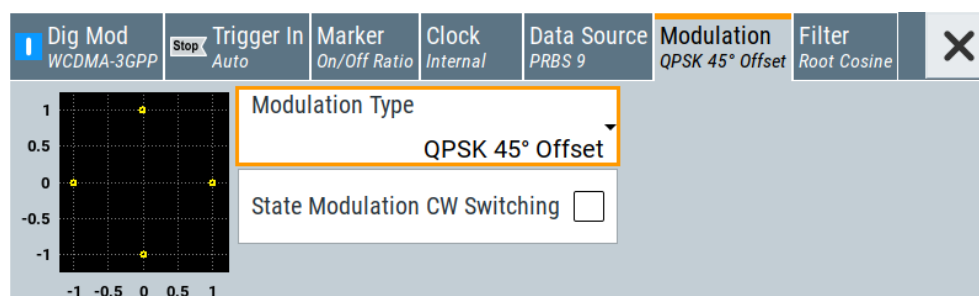 Dig Mod
WCDMA-3GPP
Stop
Trigger In
Auto
Marker
On/Off Ratio
Clock
Internal
Data Source
PRBS 9
Modulation
QPSK 45° Offset
Filter
Root Cosine
1
0.5
0
-0.5
-1
-1 -0.5 0 0.5 1
Modulation Type
QPSK 45° Offset
State Modulation CW Switching